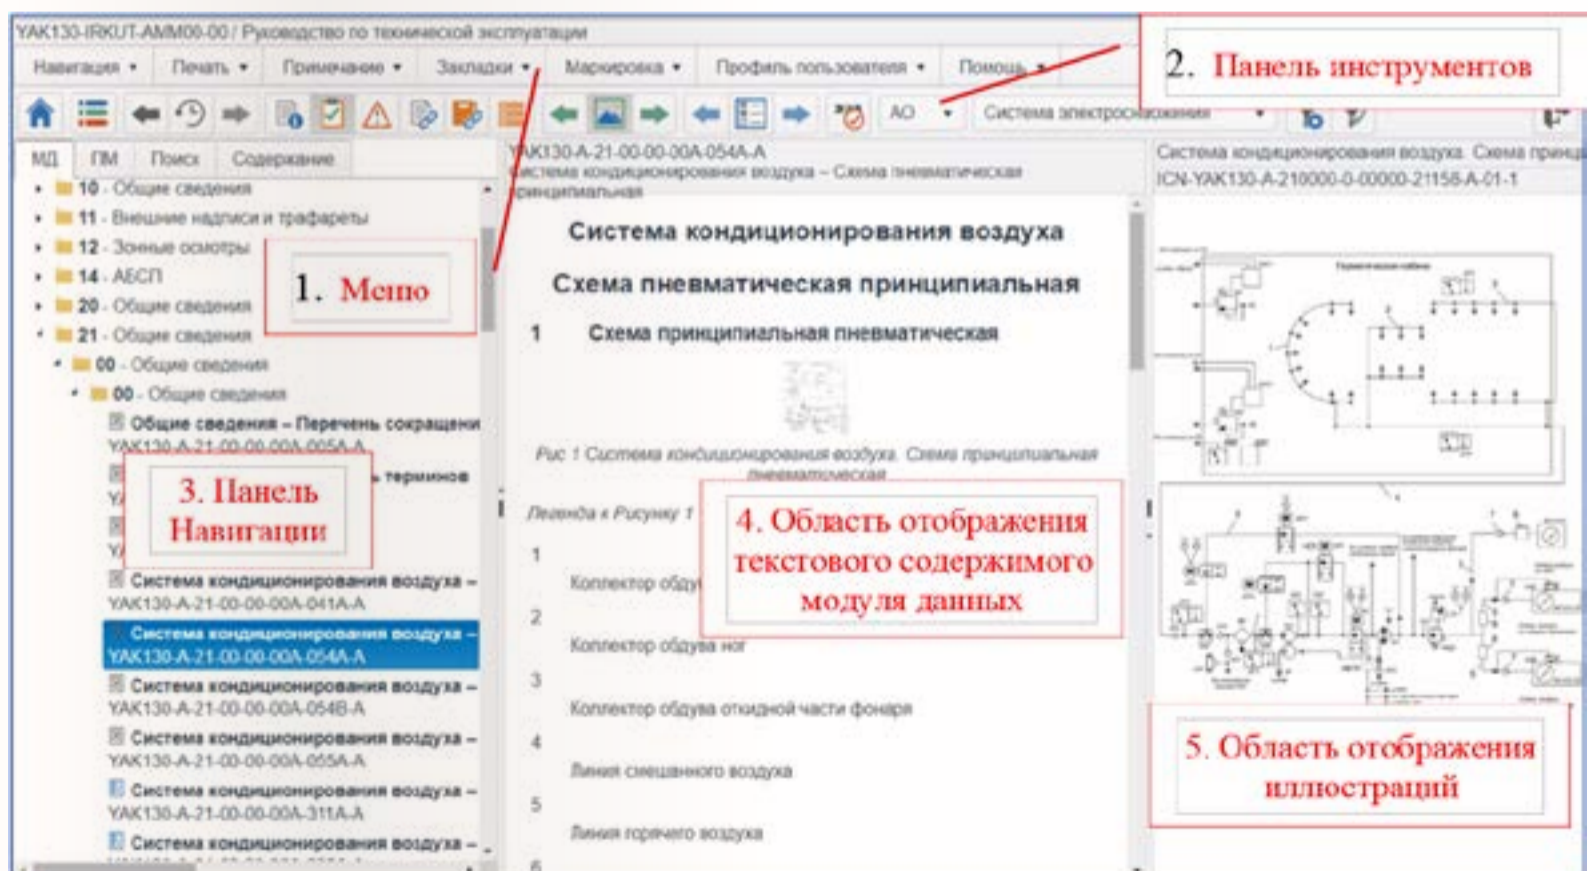 YAK130-IRKUT-AMM00-00 / Руководство по технической эксплуатации
Навигация Печать Примечание Закладки Маркировка Профиль пользователя Помощь
2. Панель инструментов
АО Система электроснабжения
МД ПМ Поиск Содержание
10 - Общие сведения
11 - Внешние надписи и трафареты
12 - Зонные осмотры
14 - АБСП
20 - Общие сведения
21 - Общие сведения
00 - Общие сведения
00 - Общие сведения
1. Меню
Общие сведения – Перечень сокращени
YAK130-A-21-00-00-00A-005A-A
терминов
3. Панель
Навигации
Система кондиционирования воздуха –
YAK130-A-21-00-00-00A-041A-A
Система кондиционирования воздуха –
YAK130-A-21-00-00-00A-054A-A
Система кондиционирования воздуха –
YAK130-A-21-00-00-00A-054B-A
Система кондиционирования воздуха –
YAK130-A-21-00-00-00A-055A-A
Система кондиционирования воздуха –
YAK130-A-21-00-00-00A-311A-A
Система кондиционирования воздуха –
YAK130-A-21-00-00-00A-054A-A
Система кондиционирования воздуха – Схема пневматическая
принципиальная
Система кондиционирования воздуха
Схема пневматическая принципиальная
1 Схема принципиальная пневматическая
Рис 1 Система кондиционирования воздуха. Схема принципиальная
пневматическая
Легенда к Рисунку 1
4. Область отображения
текстового содержимого
модуля данных
1
Коллектор обдув
2
Коллектор обдува ног
3
Коллектор обдува откидной части фонаря
4
Линия смешанного воздуха
5
Линия горячего воздуха
6
Система кондиционирования воздуха. Схема принци
ICN-YAK130-A-210000-0-00000-21158-A-01-1
Герметическая кабина
5. Область отображения
иллюстраций